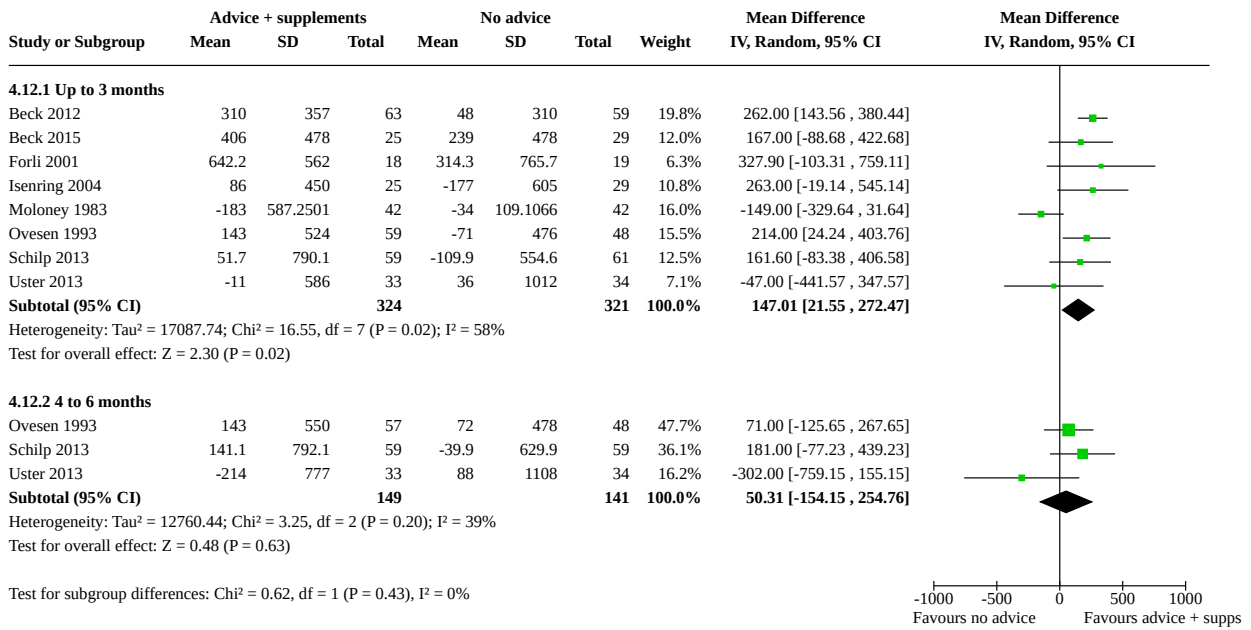 Advice + supplements No advice Mean Difference Mean Difference
Study or Subgroup Mean SD Total Mean SD Total Weight IV, Random, 95% CI IV, Random, 95% CI
4.12.1 Up to 3 months
Beck 2012 310 357 63 48 310 59 19.8% 262.00 [143.56 , 380.44]
Beck 2015 406 478 25 239 478 29 12.0% 167.00 [-88.68 , 422.68]
Forli 2001 642.2 562 18 314.3 765.7 19 6.3% 327.90 [-103.31 , 759.11]
Isenring 2004 86 450 25 -177 605 29 10.8% 263.00 [-19.14 , 545.14]
Moloney 1983 -183 587.2501 42 -34 109.1066 42 16.0% -149.00 [-329.64 , 31.64]
Ovesen 1993 143 524 59 -71 476 48 15.5% 214.00 [24.24 , 403.76]
Schilp 2013 51.7 790.1 59 -109.9 554.6 61 12.5% 161.60 [-83.38 , 406.58]
Uster 2013 -11 586 33 36 1012 34 7.1% -47.00 [-441.57 , 347.57]
Subtotal (95% CI) 324 321 100.0% 147.01 [21.55 , 272.47]
Heterogeneity: Tau² = 17087.74; Chi² = 16.55, df = 7 (P = 0.02); I² = 58%
Test for overall effect: Z = 2.30 (P = 0.02)
4.12.2 4 to 6 months
Ovesen 1993 143 550 57 72 478 48 47.7% 71.00 [-125.65 , 267.65]
Schilp 2013 141.1 792.1 59 -39.9 629.9 59 36.1% 181.00 [-77.23 , 439.23]
Uster 2013 -214 777 33 88 1108 34 16.2% -302.00 [-759.15 , 155.15]
Subtotal (95% CI) 149 141 100.0% 50.31 [-154.15 , 254.76]
Heterogeneity: Tau² = 12760.44; Chi² = 3.25, df = 2 (P = 0.20); I² = 39%
Test for overall effect: Z = 0.48 (P = 0.63)
Test for subgroup differences: Chi² = 0.62, df = 1 (P = 0.43), I² = 0%
-1000 -500 0 500 1000
Favours no advice Favours advice + supps